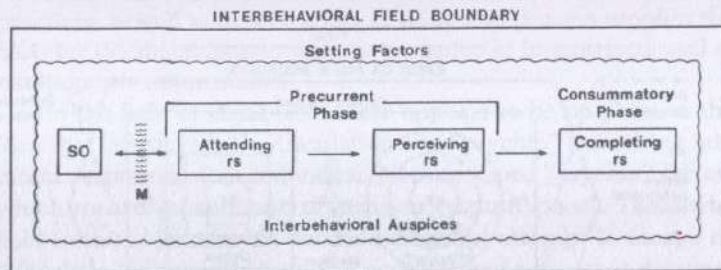 INTERBEHAVIORAL FIELD BOUNDARY
Setting Factors
Precurrent Phase
Consummatory Phase
SO
M
Attending rs
Perceiving rs
Completing rs
Interbehavioral Auspices